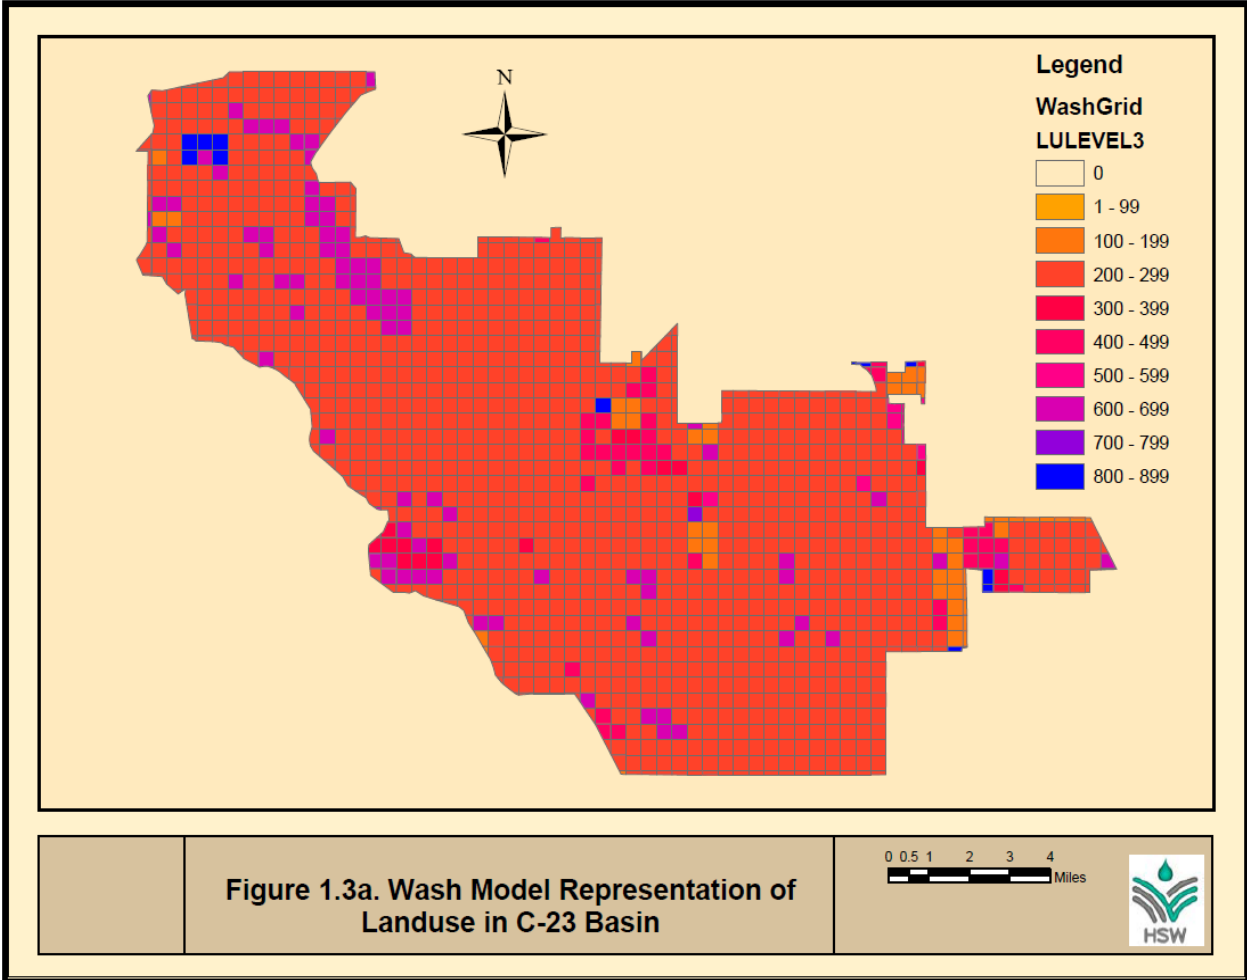 N
Legend
WashGrid
LULEVEL3
0
1 - 99
100 - 199
200 - 299
300 - 399
400 - 499
500 - 599
600 - 699
700 - 799
800 - 899
Figure 1.3a. Wash Model Representation of
Landuse in C-23 Basin
0 0.5 1 2 3 4
Miles
HSW